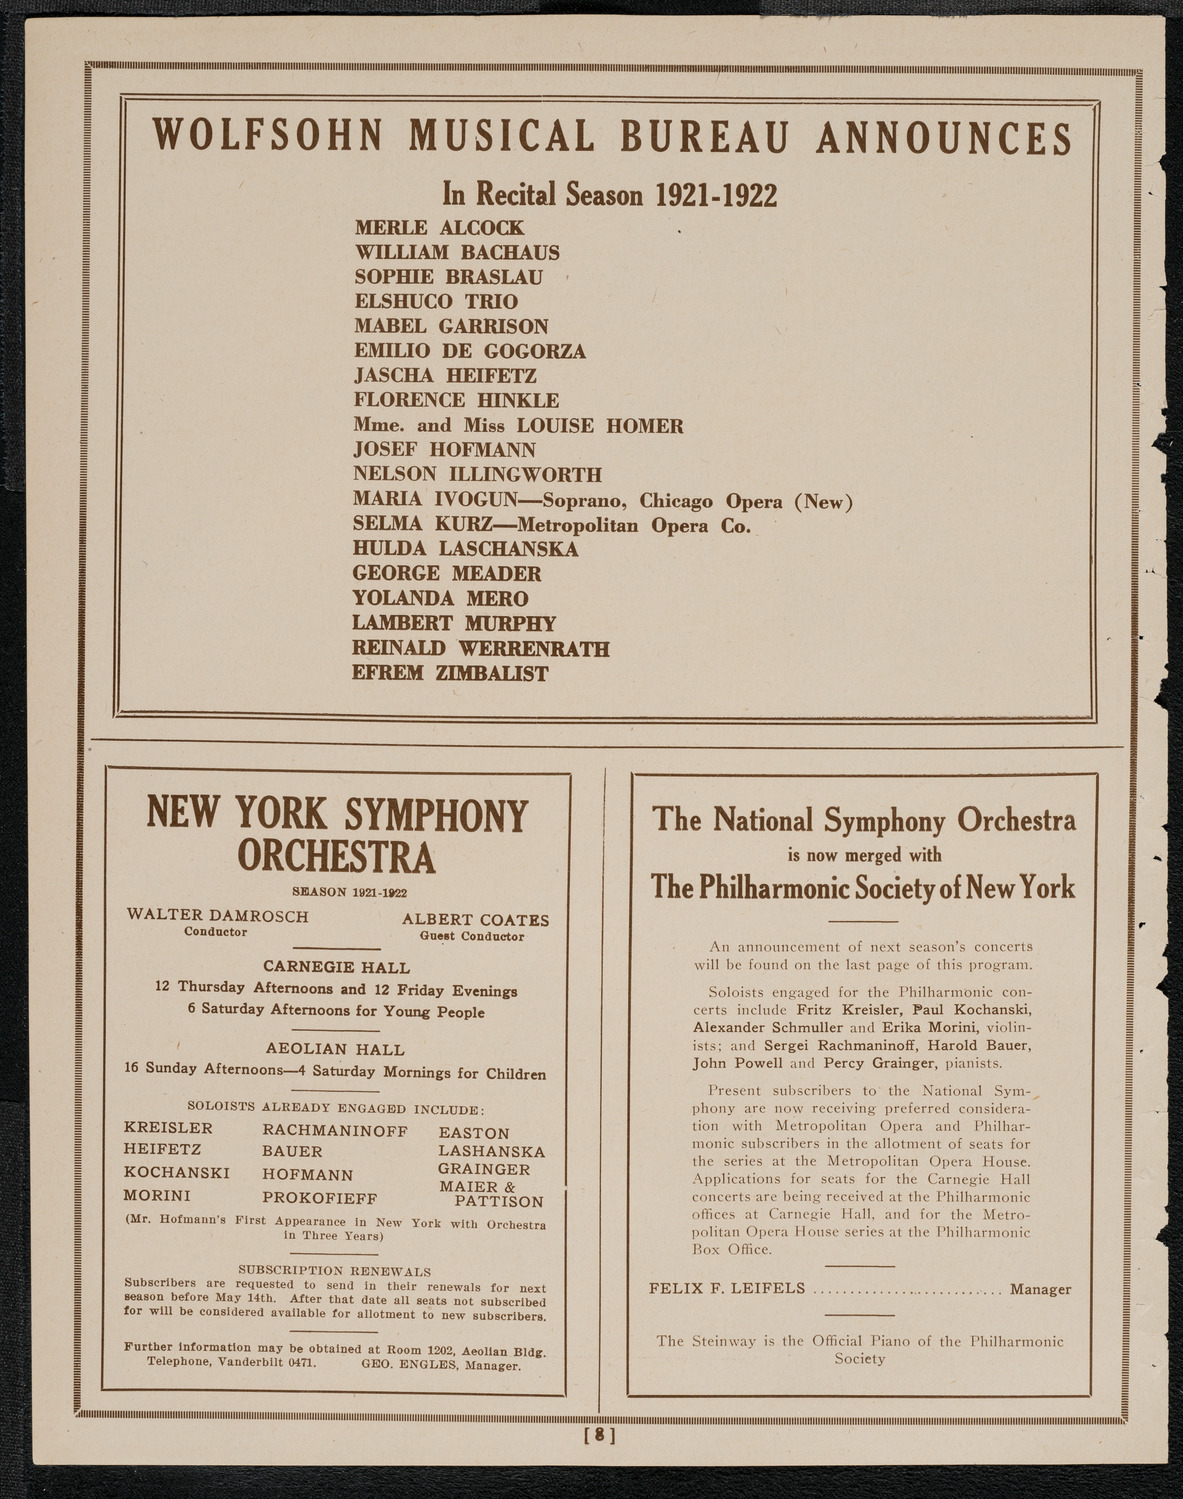 WOLFSOHN MUSICAL BUREAU ANNOUNCES
In Recital Season 1921-1922
MERLE ALCOCK
WILLIAM BACHAUS
SOPHIE BRASLAU
ELSHUCO TRIO
MABEL GARRISON
EMILIO DE GOGORZA
JASCHA HEIFETZ
FLORENCE HINKLE
Mme. and Miss LOUISE HOMER
JOSEF HOFMANN
NELSON ILLINGWORTH
MARIA IVOGUN—Soprano, Chicago Opera (New)
SELMA KURZ—Metropolitan Opera Co.
HULDA LASCHANSKA
GEORGE MEADER
YOLANDA MERO
LAMBERT MURPHY
REINALD WERRENRATH
EFREM ZIMBALIST
NEW YORK SYMPHONY
ORCHESTRA
SEASON 1921-1922
WALTER DAMROSCH ALBERT COATES
Conductor Guest Conductor
CARNEGIE HALL
12 Thursday Afternoons and 12 Friday Evenings
6 Saturday Afternoons for Young People
AEOLIAN HALL
16 Sunday Afternoons—4 Saturday Mornings for Children
SOLOISTS ALREADY ENGAGED INCLUDE:
KREISLER RACHMANINOFF EASTON
HEIFETZ BAUER LASHANSKA
KOCHANSKI HOFMANN GRAINGER
MORINI PROKOFIEFF MAIER &
PATTISON
(Mr. Hofmann's First Appearance in New York with Orchestra
in Three Years)
SUBSCRIPTION RENEWALS
Subscribers are requested to send in their renewals for next
season before May 14th. After that date all seats not subscribed
for will be considered available for allotment to new subscribers.
Further information may be obtained at Room 1202, Aeolian Bldg.
Telephone, Vanderbilt 0471. GEO. ENGLES, Manager.
The National Symphony Orchestra
is now merged with
The Philharmonic Society of New York
An announcement of next season's concerts
will be found on the last page of this program.
Soloists engaged for the Philharmonic con-
certs include Fritz Kreisler, Paul Kochanski,
Alexander Schmuller and Erika Morini, violin-
ists; and Sergei Rachmaninoff, Harold Bauer,
John Powell and Percy Grainger, pianists.
Present subscribers to the National Sym-
phony are now receiving preferred considera-
tion with Metropolitan Opera and Philhar-
monic subscribers in the allotment of seats for
the series at the Metropolitan Opera House.
Applications for seats for the Carnegie Hall
concerts are being received at the Philharmonic
offices at Carnegie Hall, and for the Metro-
politan Opera House series at the Philharmonic
Box Office.
FELIX F. LEIFELS .......................... Manager
The Steinway is the Official Piano of the Philharmonic
Society
[ 8 ]